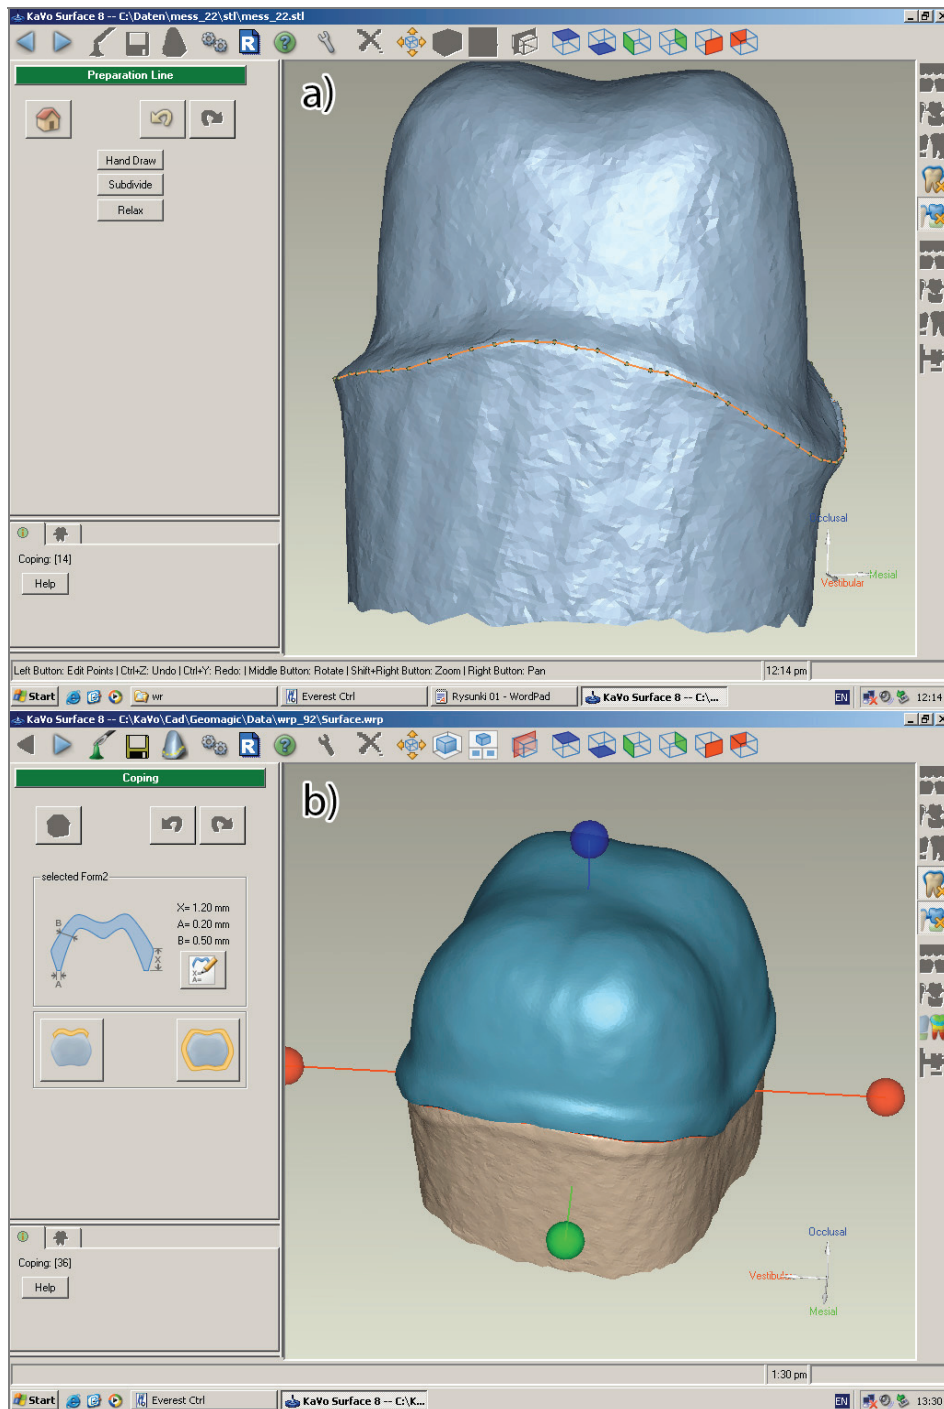 KaVo Surface 8 -- C:\Daten\mess_22\stl\mess_22.stl
R
?
Preparation Line
a)
Hand Draw
Subdivide
Relax
Coping: [14]
Help
Occlusal
Mesial
Vestibular
Left Button: Edit Points | Ctrl+Z: Undo | Ctrl+Y: Redo: | Middle Button: Rotate | Shift+Right Button: Zoom | Right Button: Pan
12:14 pm
Start
wr
Everest Ctrl
Rysunki 01 - WordPad
KaVo Surface 8 -- C:\...
EN
12:14
KaVo Surface 8 -- C:\KaVo\Cad\Geomagic\Data\wrp_92\Surface.wrp
R
?
Coping
b)
selected Form2
B
X= 1.20 mm
A= 0.20 mm
B= 0.50 mm
X
A
X=
A=
Coping: [36]
Help
Occlusal
Vestibular
Mesial
1:30 pm
Start
Everest Ctrl
KaVo Surface 8 -- C:\K...
EN
13:30